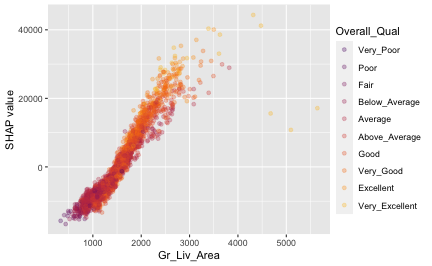 Overall_Qual
Very_Poor
Poor
Fair
Below_Average
Average
Above_Average
Good
Very_Good
Excellent
Very_Excellent
SHAP value
40000
20000
0
1000
2000
3000
4000
5000
Gr_Liv_Area